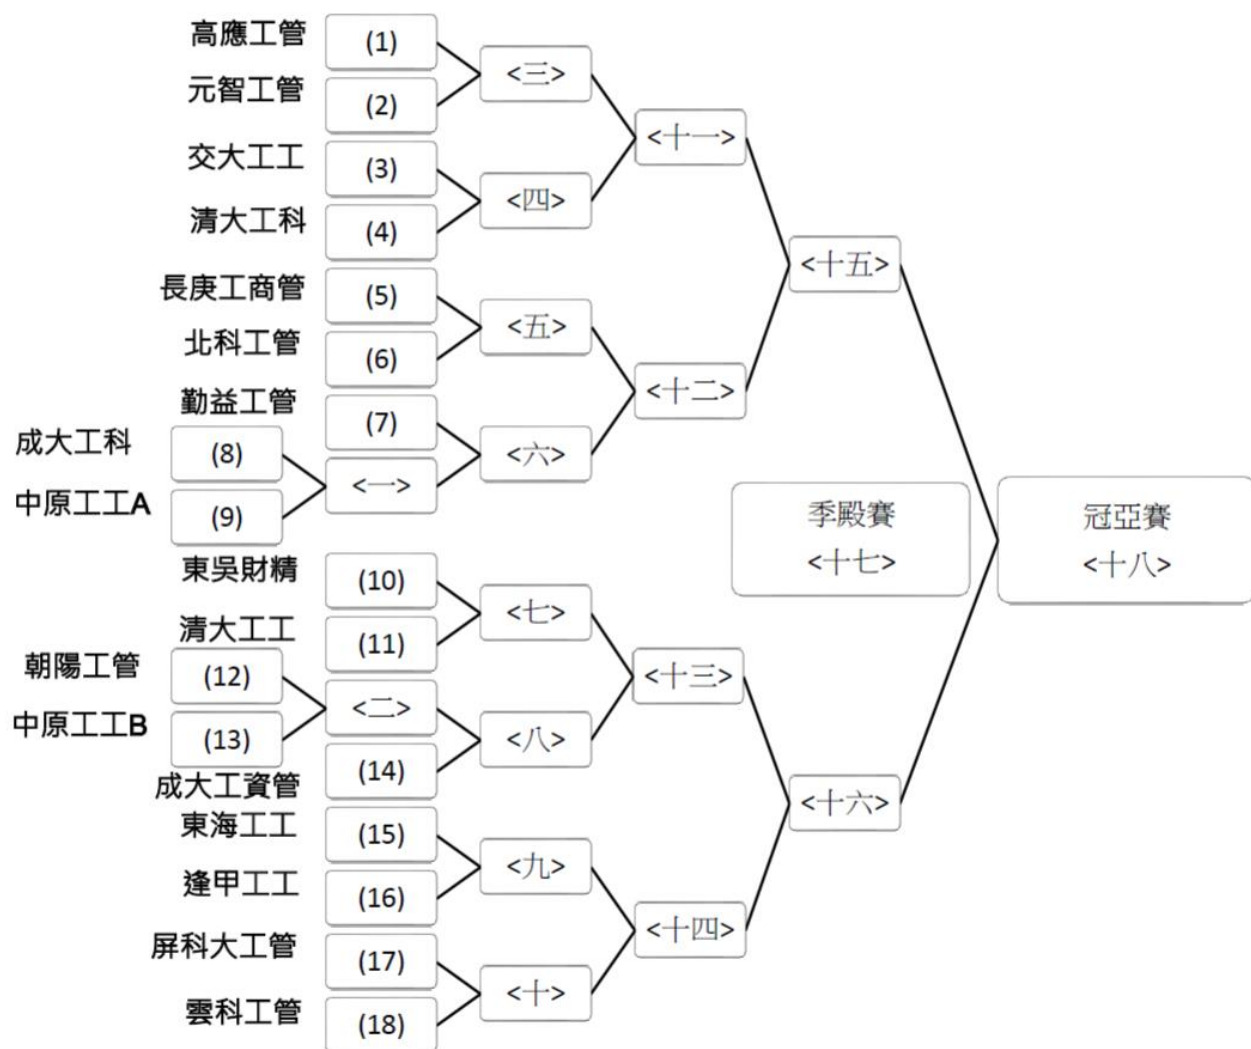 高應工管
(1)
<三>
元智工管
(2)
<十一>
交大工工
(3)
<四>
清大工科
(4)
<十五>
長庚工商管
(5)
<五>
北科工管
(6)
<十二>
勤益工管
(7)
<六>
成大工科
(8)
<一>
中原工工A
(9)
季殿賽
<十七>
冠亞賽
<十八>
東吳財精
(10)
<七>
清大工工
(11)
<十三>
朝陽工管
(12)
<二>
中原工工B
(13)
<八>
成大工資管
(14)
<十六>
東海工工
(15)
<九>
逢甲工工
(16)
<十四>
屏科大工管
(17)
<十>
雲科工管
(18)